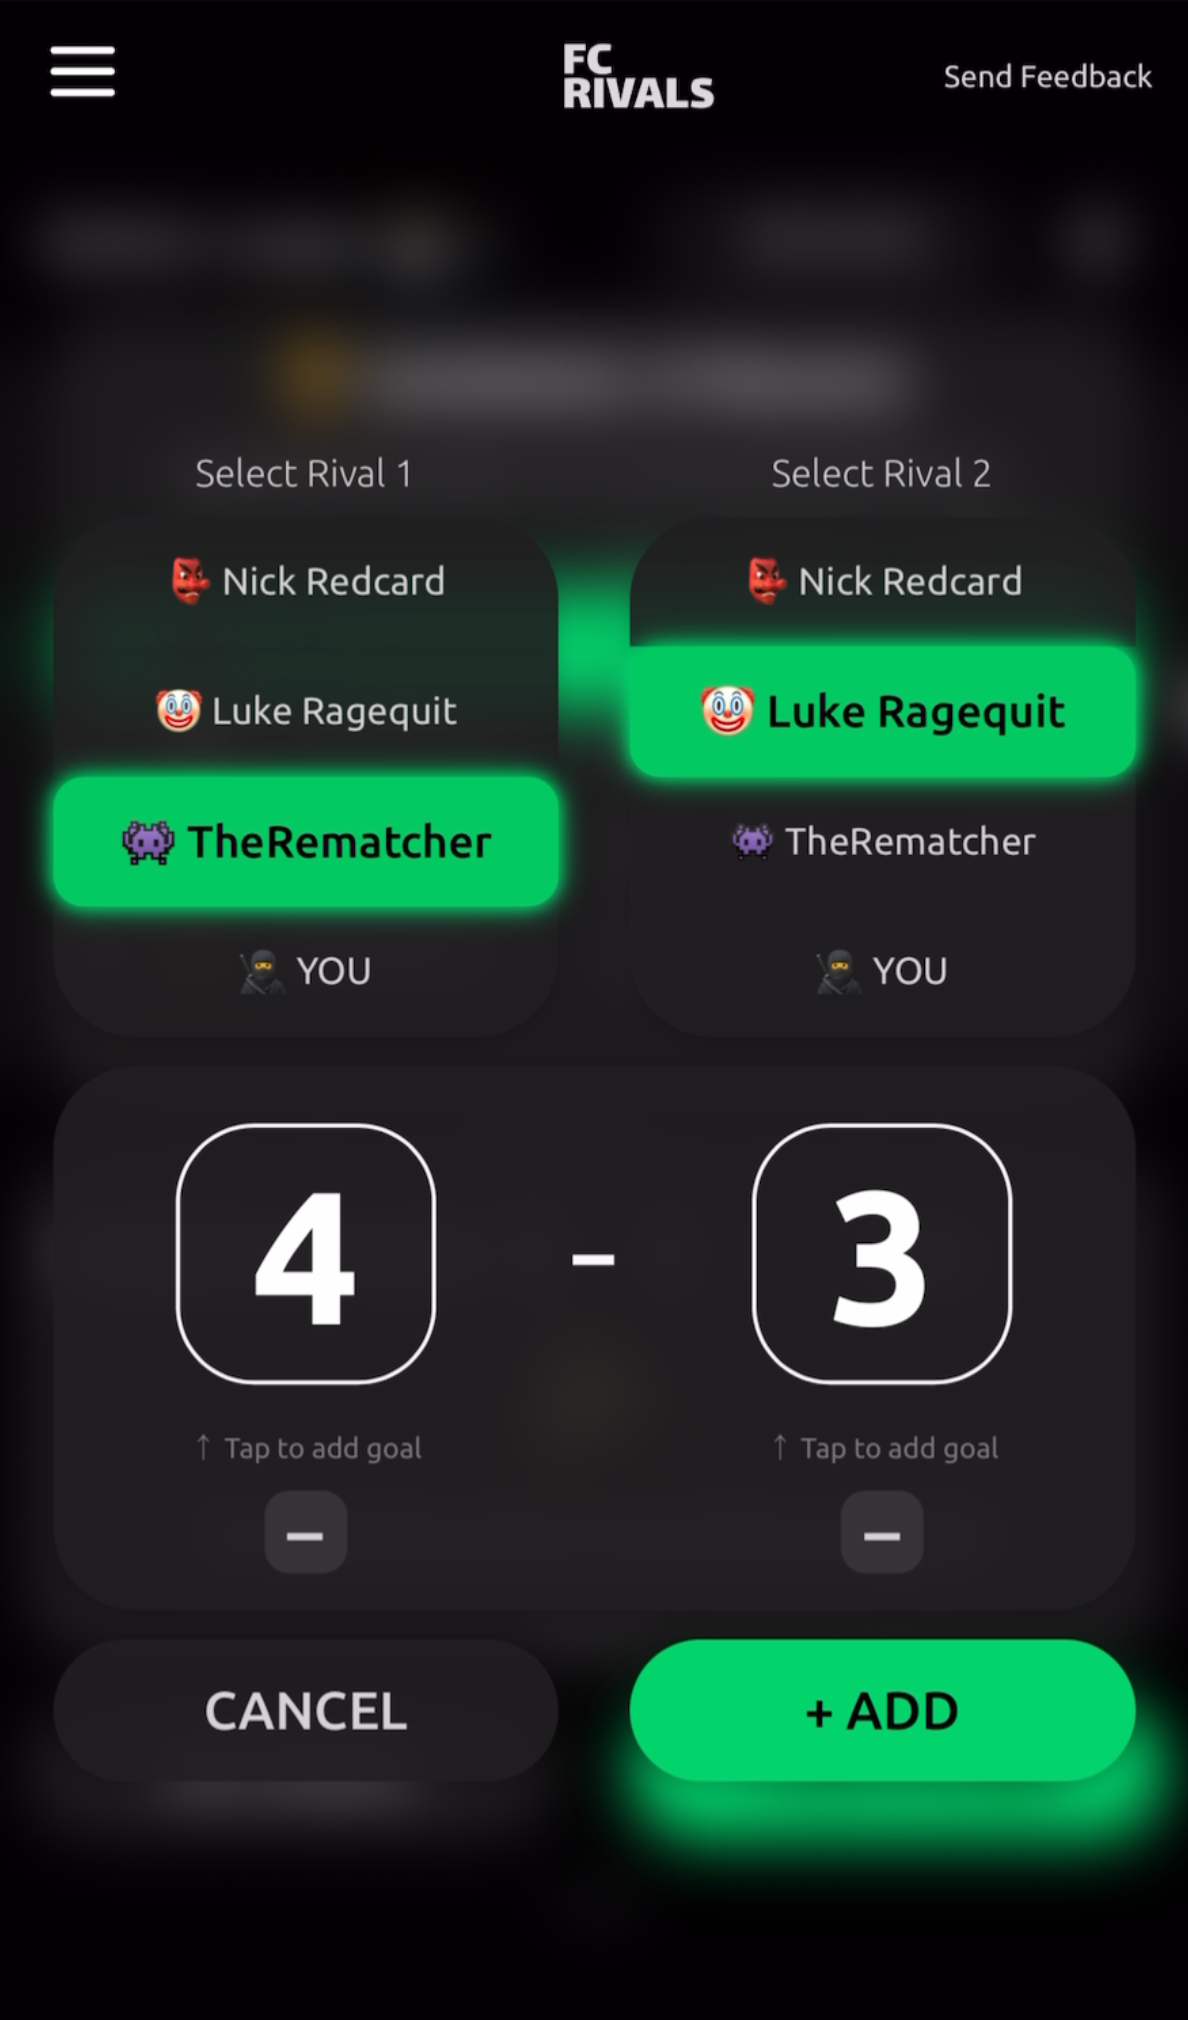 FC
RIVALS
Send Feedback
Select Rival 1
Select Rival 2
Nick Redcard
Luke Ragequit
TheRematcher
YOU
Nick Redcard
Luke Ragequit
TheRematcher
YOU
4 - 3
↑ Tap to add goal
↑ Tap to add goal
CANCEL
+ ADD